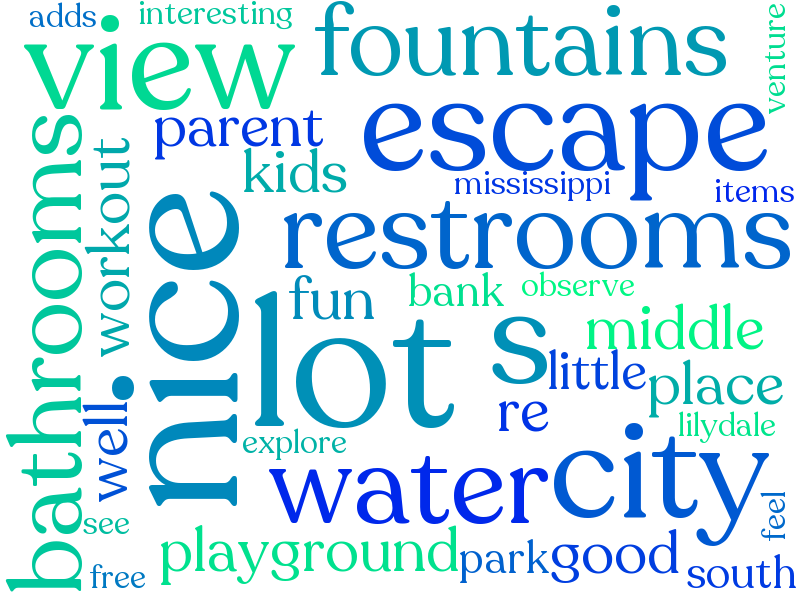 adds
interesting
view
fountains
venture
parent
escape
kids
mississippi
items
bathrooms
workout
nice
restrooms
fun
bank
observe
lot
s
middle
little
place
well
re
lilydale
explore
water
city
see
feel
playground
park
good
free
south